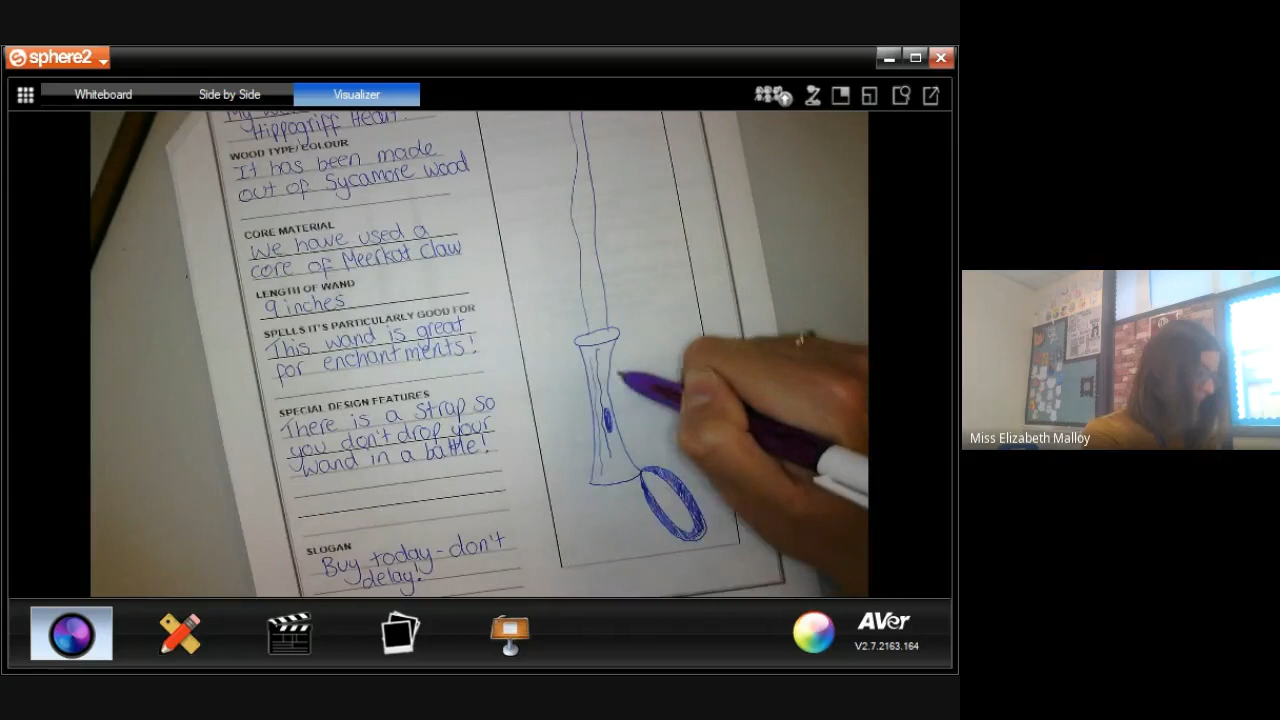 sphere2
Whiteboard
Side by Side
Visualizer
My
Hippogriff Heart.
WOOD TYPE/COLOUR
It has been made
out of Sycamore wood
CORE MATERIAL
We have used a
core of Meerkat Claw
LENGTH OF WAND
9 inches
SPELLS IT'S PARTICULARLY GOOD FOR
This wand is great
for enchantments!
SPECIAL DESIGN FEATURES
There is a strap so
you don't drop your
wand in a battle!
SLOGAN
Buy today - don't
delay!
AVer
V2.7.2163.164
Miss Elizabeth Malloy